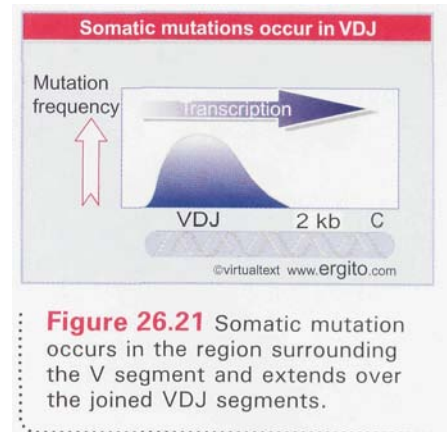 Somatic mutations occur in VDJ
Mutation
frequency
Transcription
VDJ 2 kb C
©virtualtext www.ergito.com
Figure 26.21 Somatic mutation
occurs in the region surrounding
the V segment and extends over
the joined VDJ segments.